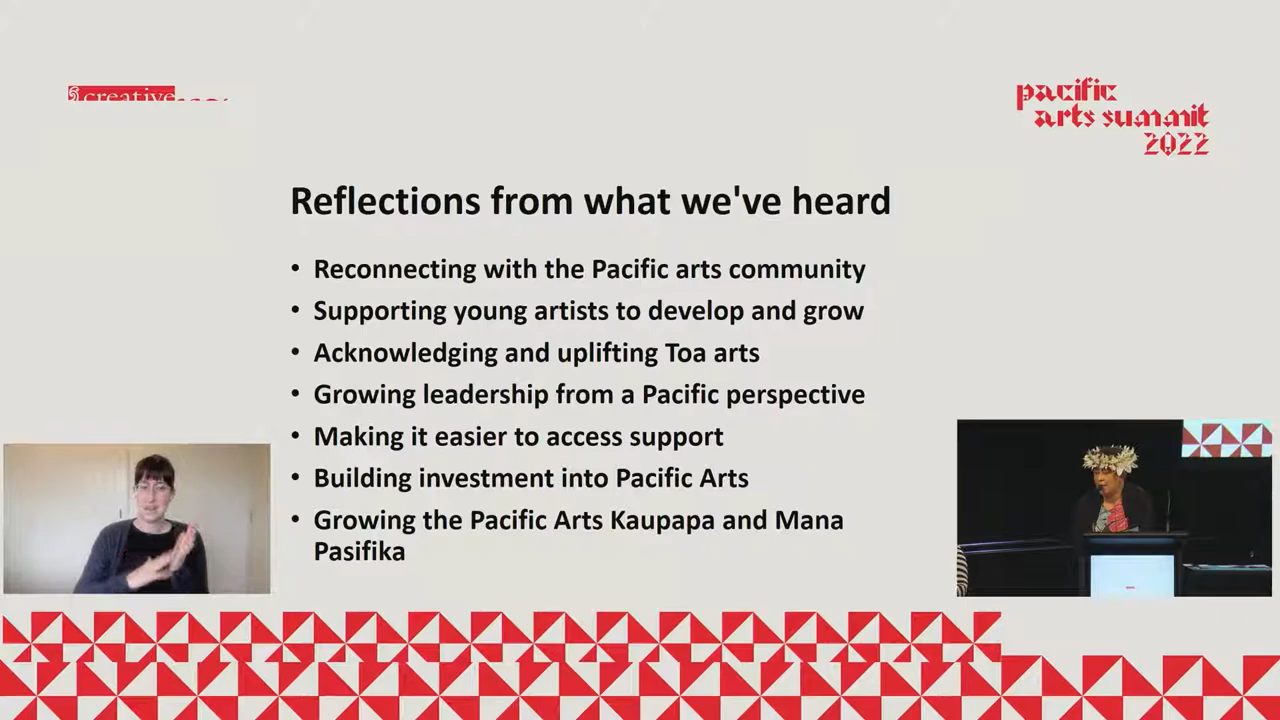 creative
pacific
arts summit
2022
Reflections from what we've heard
• Reconnecting with the Pacific arts community
• Supporting young artists to develop and grow
• Acknowledging and uplifting Toa arts
• Growing leadership from a Pacific perspective
• Making it easier to access support
• Building investment into Pacific Arts
• Growing the Pacific Arts Kaupapa and Mana
Pasifika